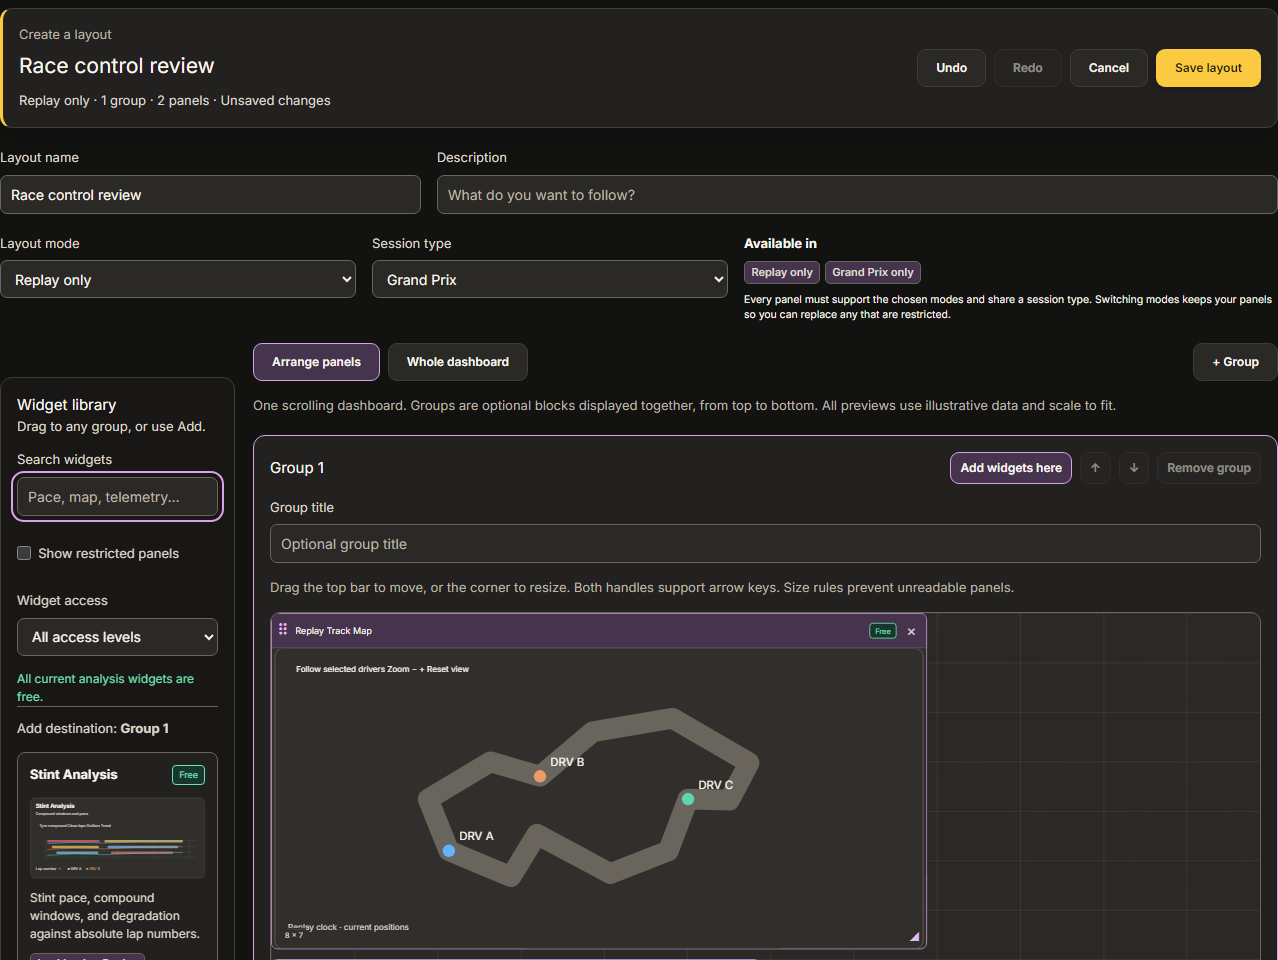 Create a layout
Race control review
Replay only · 1 group · 2 panels · Unsaved changes
Undo
Redo
Cancel
Save layout
Layout name
Description
Race control review
What do you want to follow?
Layout mode
Session type
Available in
Replay only
Grand Prix
Replay only
Grand Prix only
Every panel must support the chosen modes and share a session type. Switching modes keeps your panels
so you can replace any that are restricted.
Arrange panels
Whole dashboard
+ Group
Widget library
Drag to any group, or use Add.
Search widgets
Pace, map, telemetry...
Show restricted panels
Widget access
All access levels
All current analysis widgets are
free.
Add destination: Group 1
Stint Analysis
Free
Stint Analysis
Compound windows and pace
Lap number
DRV A
DRV B
Stint pace, compound
windows, and degradation
against absolute lap numbers.
One scrolling dashboard. Groups are optional blocks displayed together, from top to bottom. All previews use illustrative data and scale to fit.
Group 1
Add widgets here
↑
↓
Remove group
Group title
Optional group title
Drag the top bar to move, or the corner to resize. Both handles support arrow keys. Size rules prevent unreadable panels.
Replay Track Map
Free
×
Follow selected drivers Zoom − + Reset view
DRV B
DRV C
DRV A
Replay clock · current positions
8 × 7